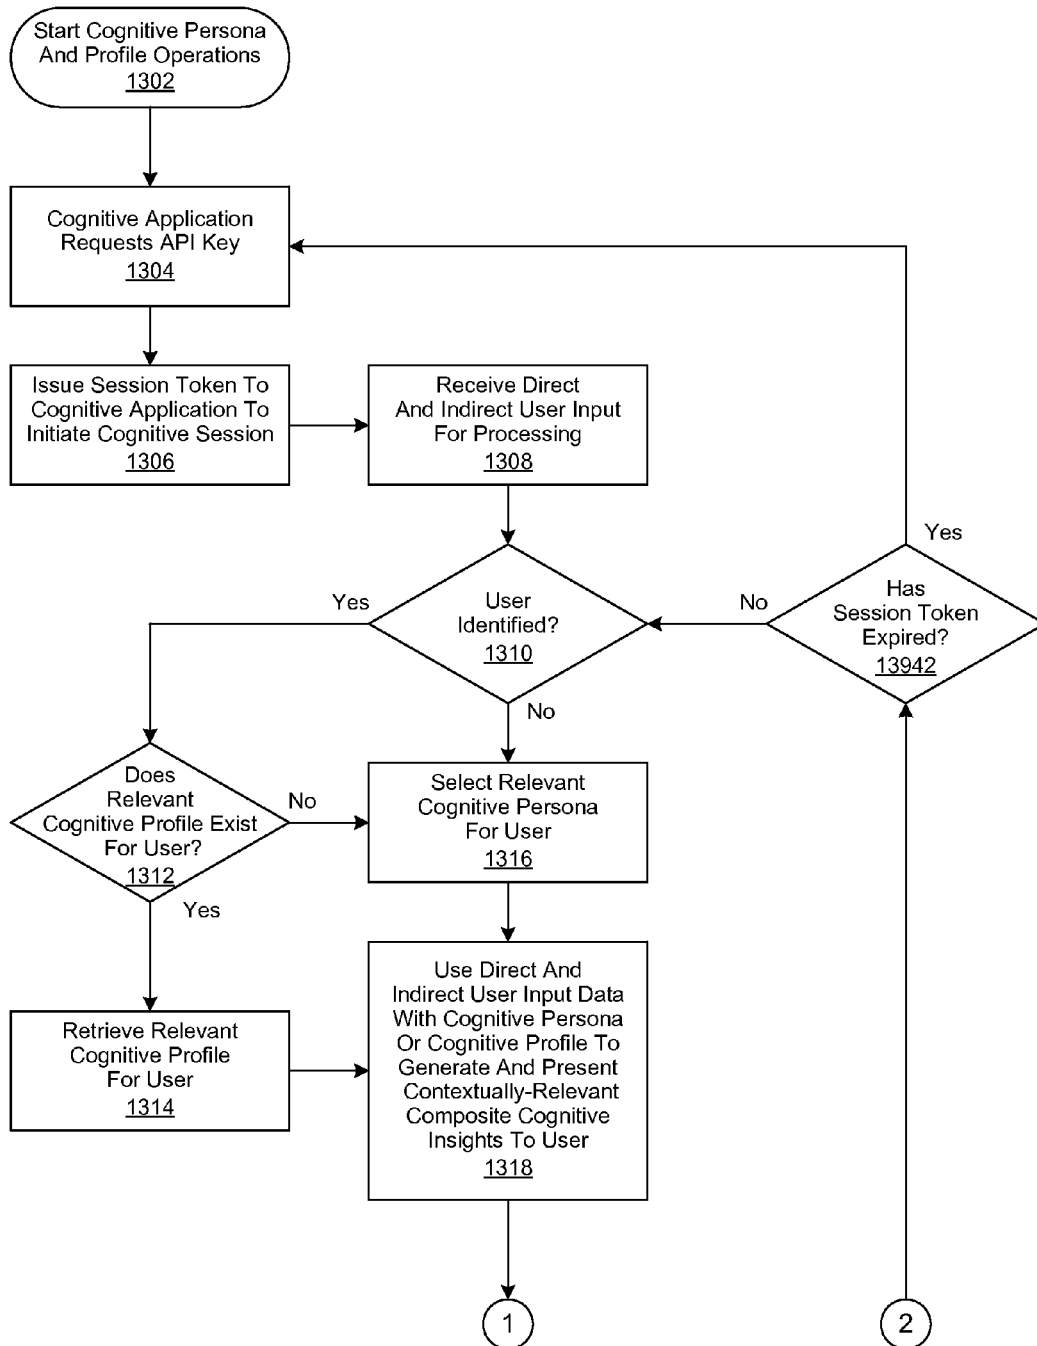 Start Cognitive Persona
And Profile Operations
1302
Cognitive Application
Requests API Key
1304
Issue Session Token To
Cognitive Application To
Initiate Cognitive Session
1306
Receive Direct
And Indirect User Input
For Processing
1308
Yes
User
Identified?
1310
No
No
Has
Session Token
Expired?
13942
Yes
Does
Relevant
Cognitive Profile Exist
For User?
1312
No
Yes
Select Relevant
Cognitive Persona
For User
1316
Retrieve Relevant
Cognitive Profile
For User
1314
Use Direct And
Indirect User Input Data
With Cognitive Persona
Or Cognitive Profile To
Generate And Present
Contextually-Relevant
Composite Cognitive
Insights To User
1318
1
2